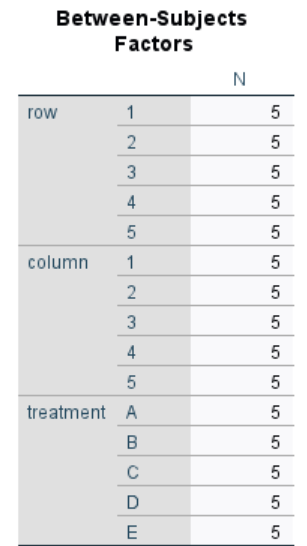 Between-Subjects
Factors
N
row 1 5
2 5
3 5
4 5
5 5
column 1 5
2 5
3 5
4 5
5 5
treatment A 5
B 5
C 5
D 5
E 5